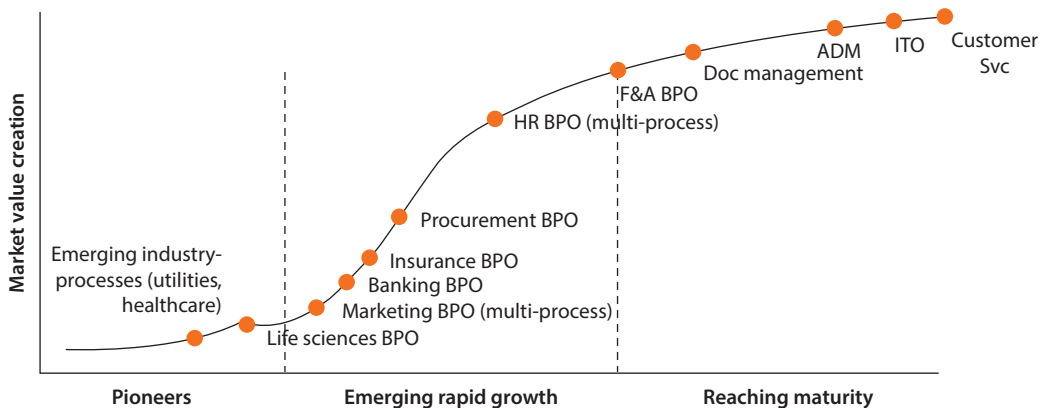 Market value creation
ADM
ITO
Customer
Svc
Doc management
F&A BPO
HR BPO (multi-process)
Procurement BPO
Emerging industry-
processes (utilities,
healthcare)
Insurance BPO
Banking BPO
Marketing BPO (multi-process)
Life sciences BPO
Pioneers
Emerging rapid growth
Reaching maturity